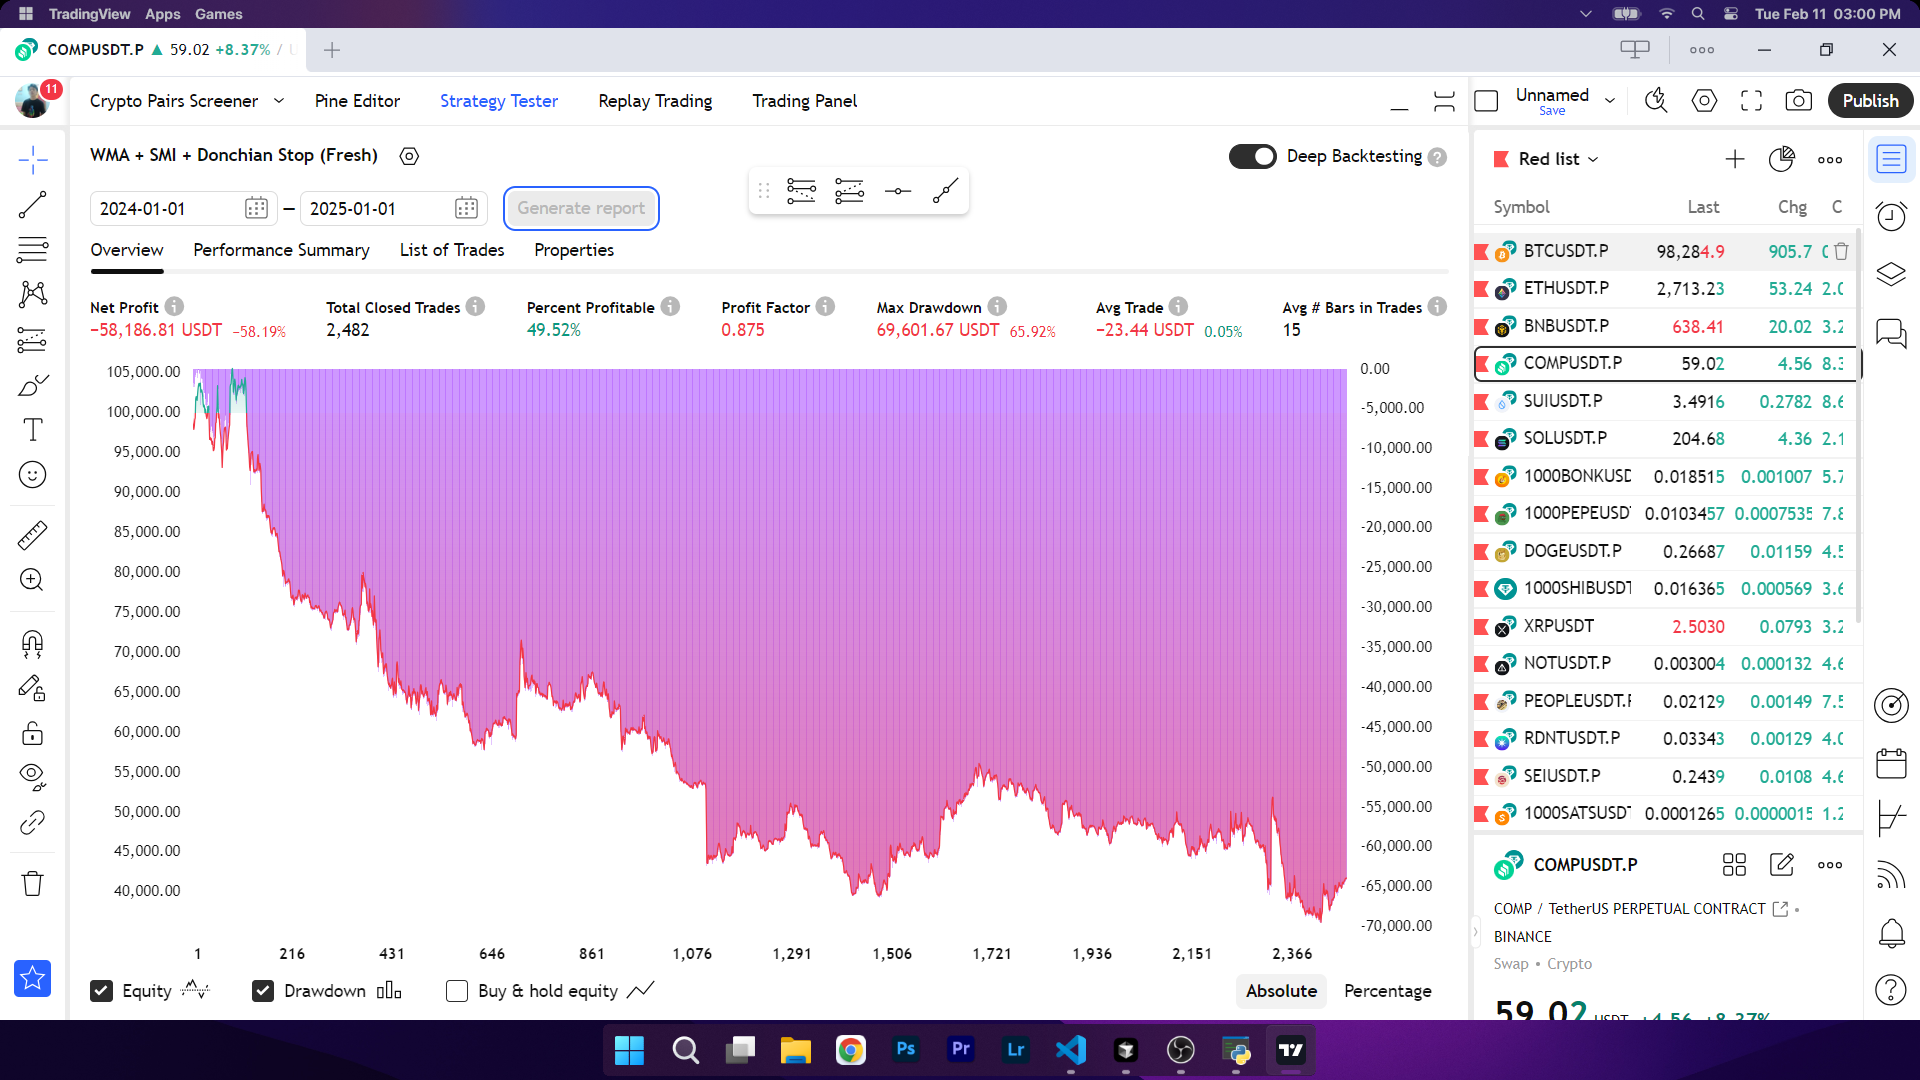 TradingView Apps Games
Tue Feb 11 03:00 PM
COMPUSDT.P ▲ 59.02 +8.37% / U
11
Crypto Pairs Screener Pine Editor Strategy Tester Replay Trading Trading Panel
Unnamed
Save
Publish
WMA + SMI + Donchian Stop (Fresh)
Deep Backtesting
2024-01-01 — 2025-01-01 Generate report
Overview Performance Summary List of Trades Properties
Net Profit Total Closed Trades Percent Profitable Profit Factor Max Drawdown Avg Trade Avg # Bars in Trades
−58,186.81 USDT −58.19% 2,482 49.52% 0.875 69,601.67 USDT 65.92% −23.44 USDT 0.05% 15
105,000.00
100,000.00
95,000.00
90,000.00
85,000.00
80,000.00
75,000.00
70,000.00
65,000.00
60,000.00
55,000.00
50,000.00
45,000.00
40,000.00
0.00
-5,000.00
-10,000.00
-15,000.00
-20,000.00
-25,000.00
-30,000.00
-35,000.00
-40,000.00
-45,000.00
-50,000.00
-55,000.00
-60,000.00
-65,000.00
-70,000.00
1 216 431 646 861 1,076 1,291 1,506 1,721 1,936 2,151 2,366
Equity Drawdown Buy & hold equity Absolute Percentage
Red list
Symbol Last Chg C
BTCUSDT.P 98,284.9 905.7
ETHUSDT.P 2,713.23 53.24 2.0
BNBUSDT.P 638.41 20.02 3.2
COMPUSDT.P 59.02 4.56 8.3
SUIUSDT.P 3.4916 0.2782 8.6
SOLUSDT.P 204.68 4.36 2.1
1000BONKUSD 0.018515 0.001007 5.7
1000PEPEUSD 0.0103457 0.0007535 7.8
DOGEUSDT.P 0.26687 0.01159 4.5
1000SHIBUSDT 0.016365 0.000569 3.6
XRPUSDT 2.5030 0.0793 3.2
NOTUSDT.P 0.003004 0.000132 4.6
PEOPLEUSDT.P 0.02129 0.00149 7.5
RDNTUSDT.P 0.03343 0.00129 4.0
SEIUSDT.P 0.2439 0.0108 4.6
1000SATSUSDT 0.0001265 0.0000015 1.2
COMPUSDT.P
COMP / TetherUS PERPETUAL CONTRACT
BINANCE
Swap • Crypto
59.02 USDT +4.56 +8.37%
Ps Pr Lr